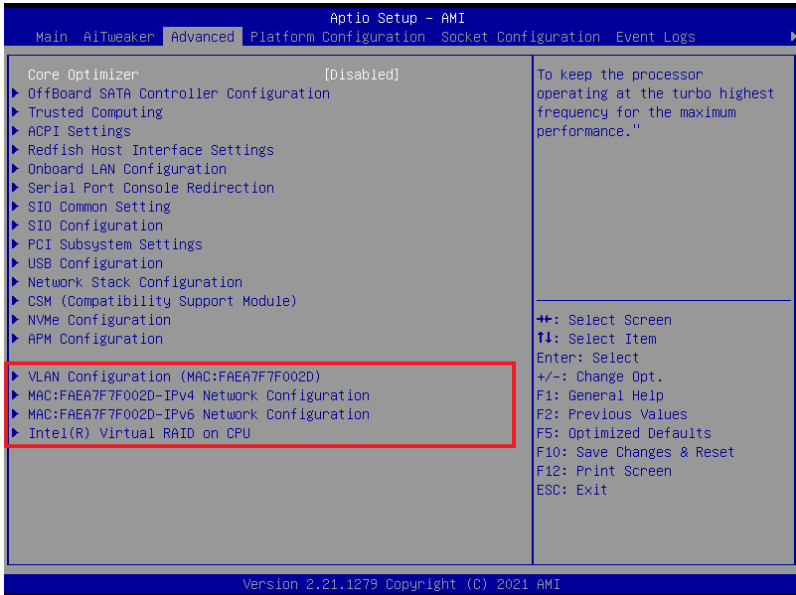 Aptio Setup – AMI
Main AiTweaker Advanced Platform Configuration Socket Configuration Event Logs
Core Optimizer [Disabled]
OffBoard SATA Controller Configuration
Trusted Computing
ACPI Settings
Redfish Host Interface Settings
Onboard LAN Configuration
Serial Port Console Redirection
SIO Common Setting
SIO Configuration
PCI Subsystem Settings
USB Configuration
Network Stack Configuration
CSM (Compatibility Support Module)
NVMe Configuration
APM Configuration
VLAN Configuration (MAC:FAEA7F7F002D)
MAC:FAEA7F7F002D-IPv4 Network Configuration
MAC:FAEA7F7F002D-IPv6 Network Configuration
Intel(R) Virtual RAID on CPU
To keep the processor
operating at the turbo highest
frequency for the maximum
performance."
→←: Select Screen
↑↓: Select Item
Enter: Select
+/-: Change Opt.
F1: General Help
F2: Previous Values
F5: Optimized Defaults
F10: Save Changes & Reset
F12: Print Screen
ESC: Exit
Version 2.21.1279 Copyright (C) 2021 AMI